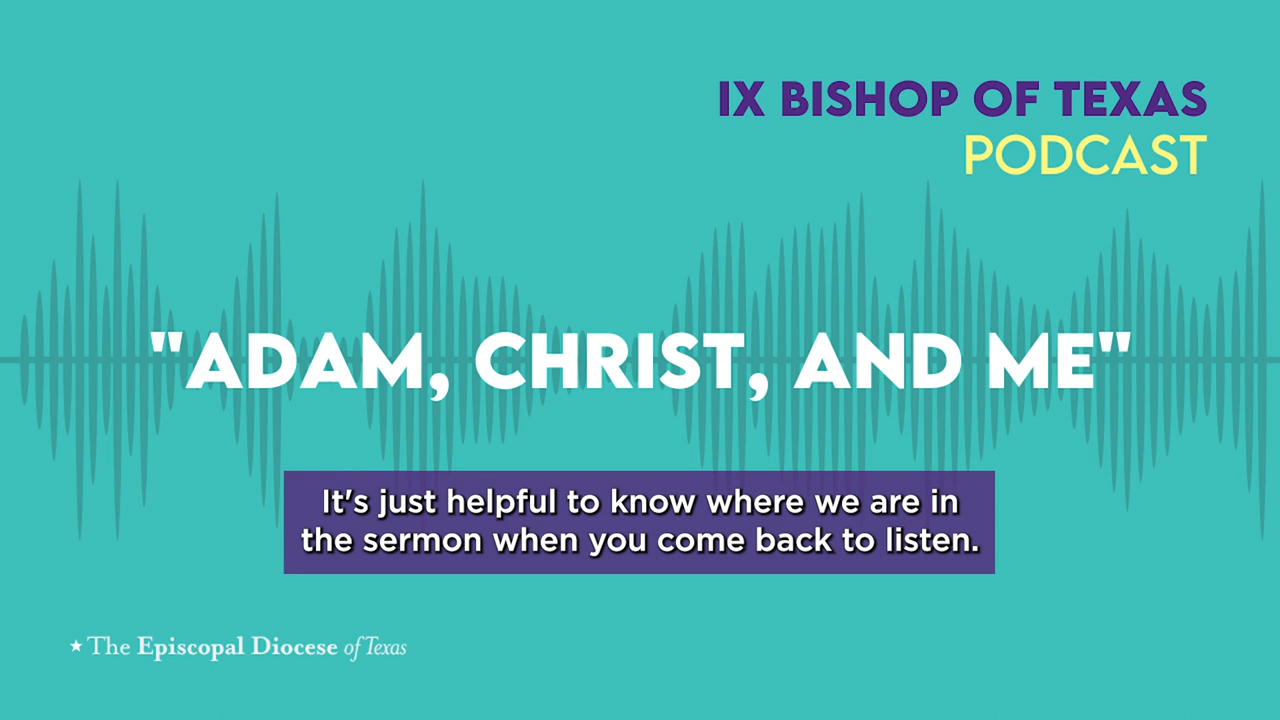 IX BISHOP OF TEXAS
PODCAST
"ADAM, CHRIST, AND ME"
It's just helpful to know where we are in
the sermon when you come back to listen.
The Episcopal Diocese of Texas